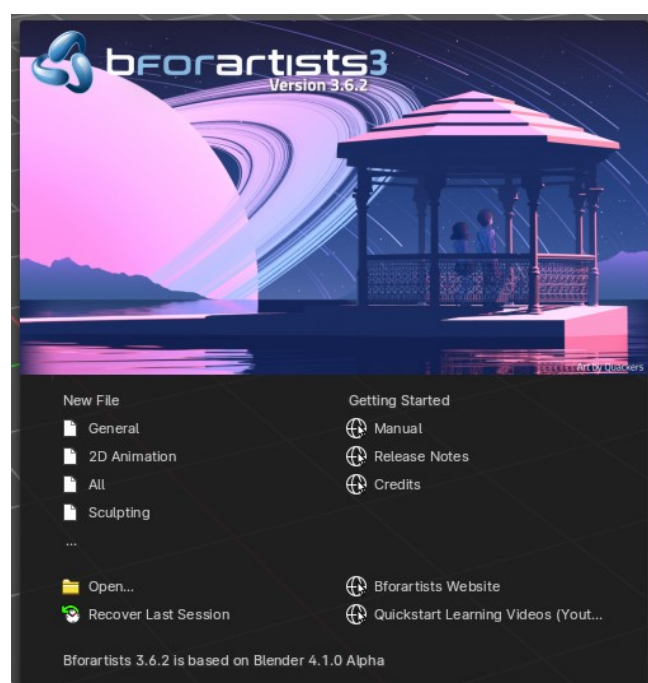 bforartists3
Version 3.6.2
Art by Quackers
New File
General
2D Animation
All
Sculpting
...
Open...
Recover Last Session
Getting Started
Manual
Release Notes
Credits
Bforartists Website
Quickstart Learning Videos (Yout...
Bforartists 3.6.2 is based on Blender 4.1.0 Alpha